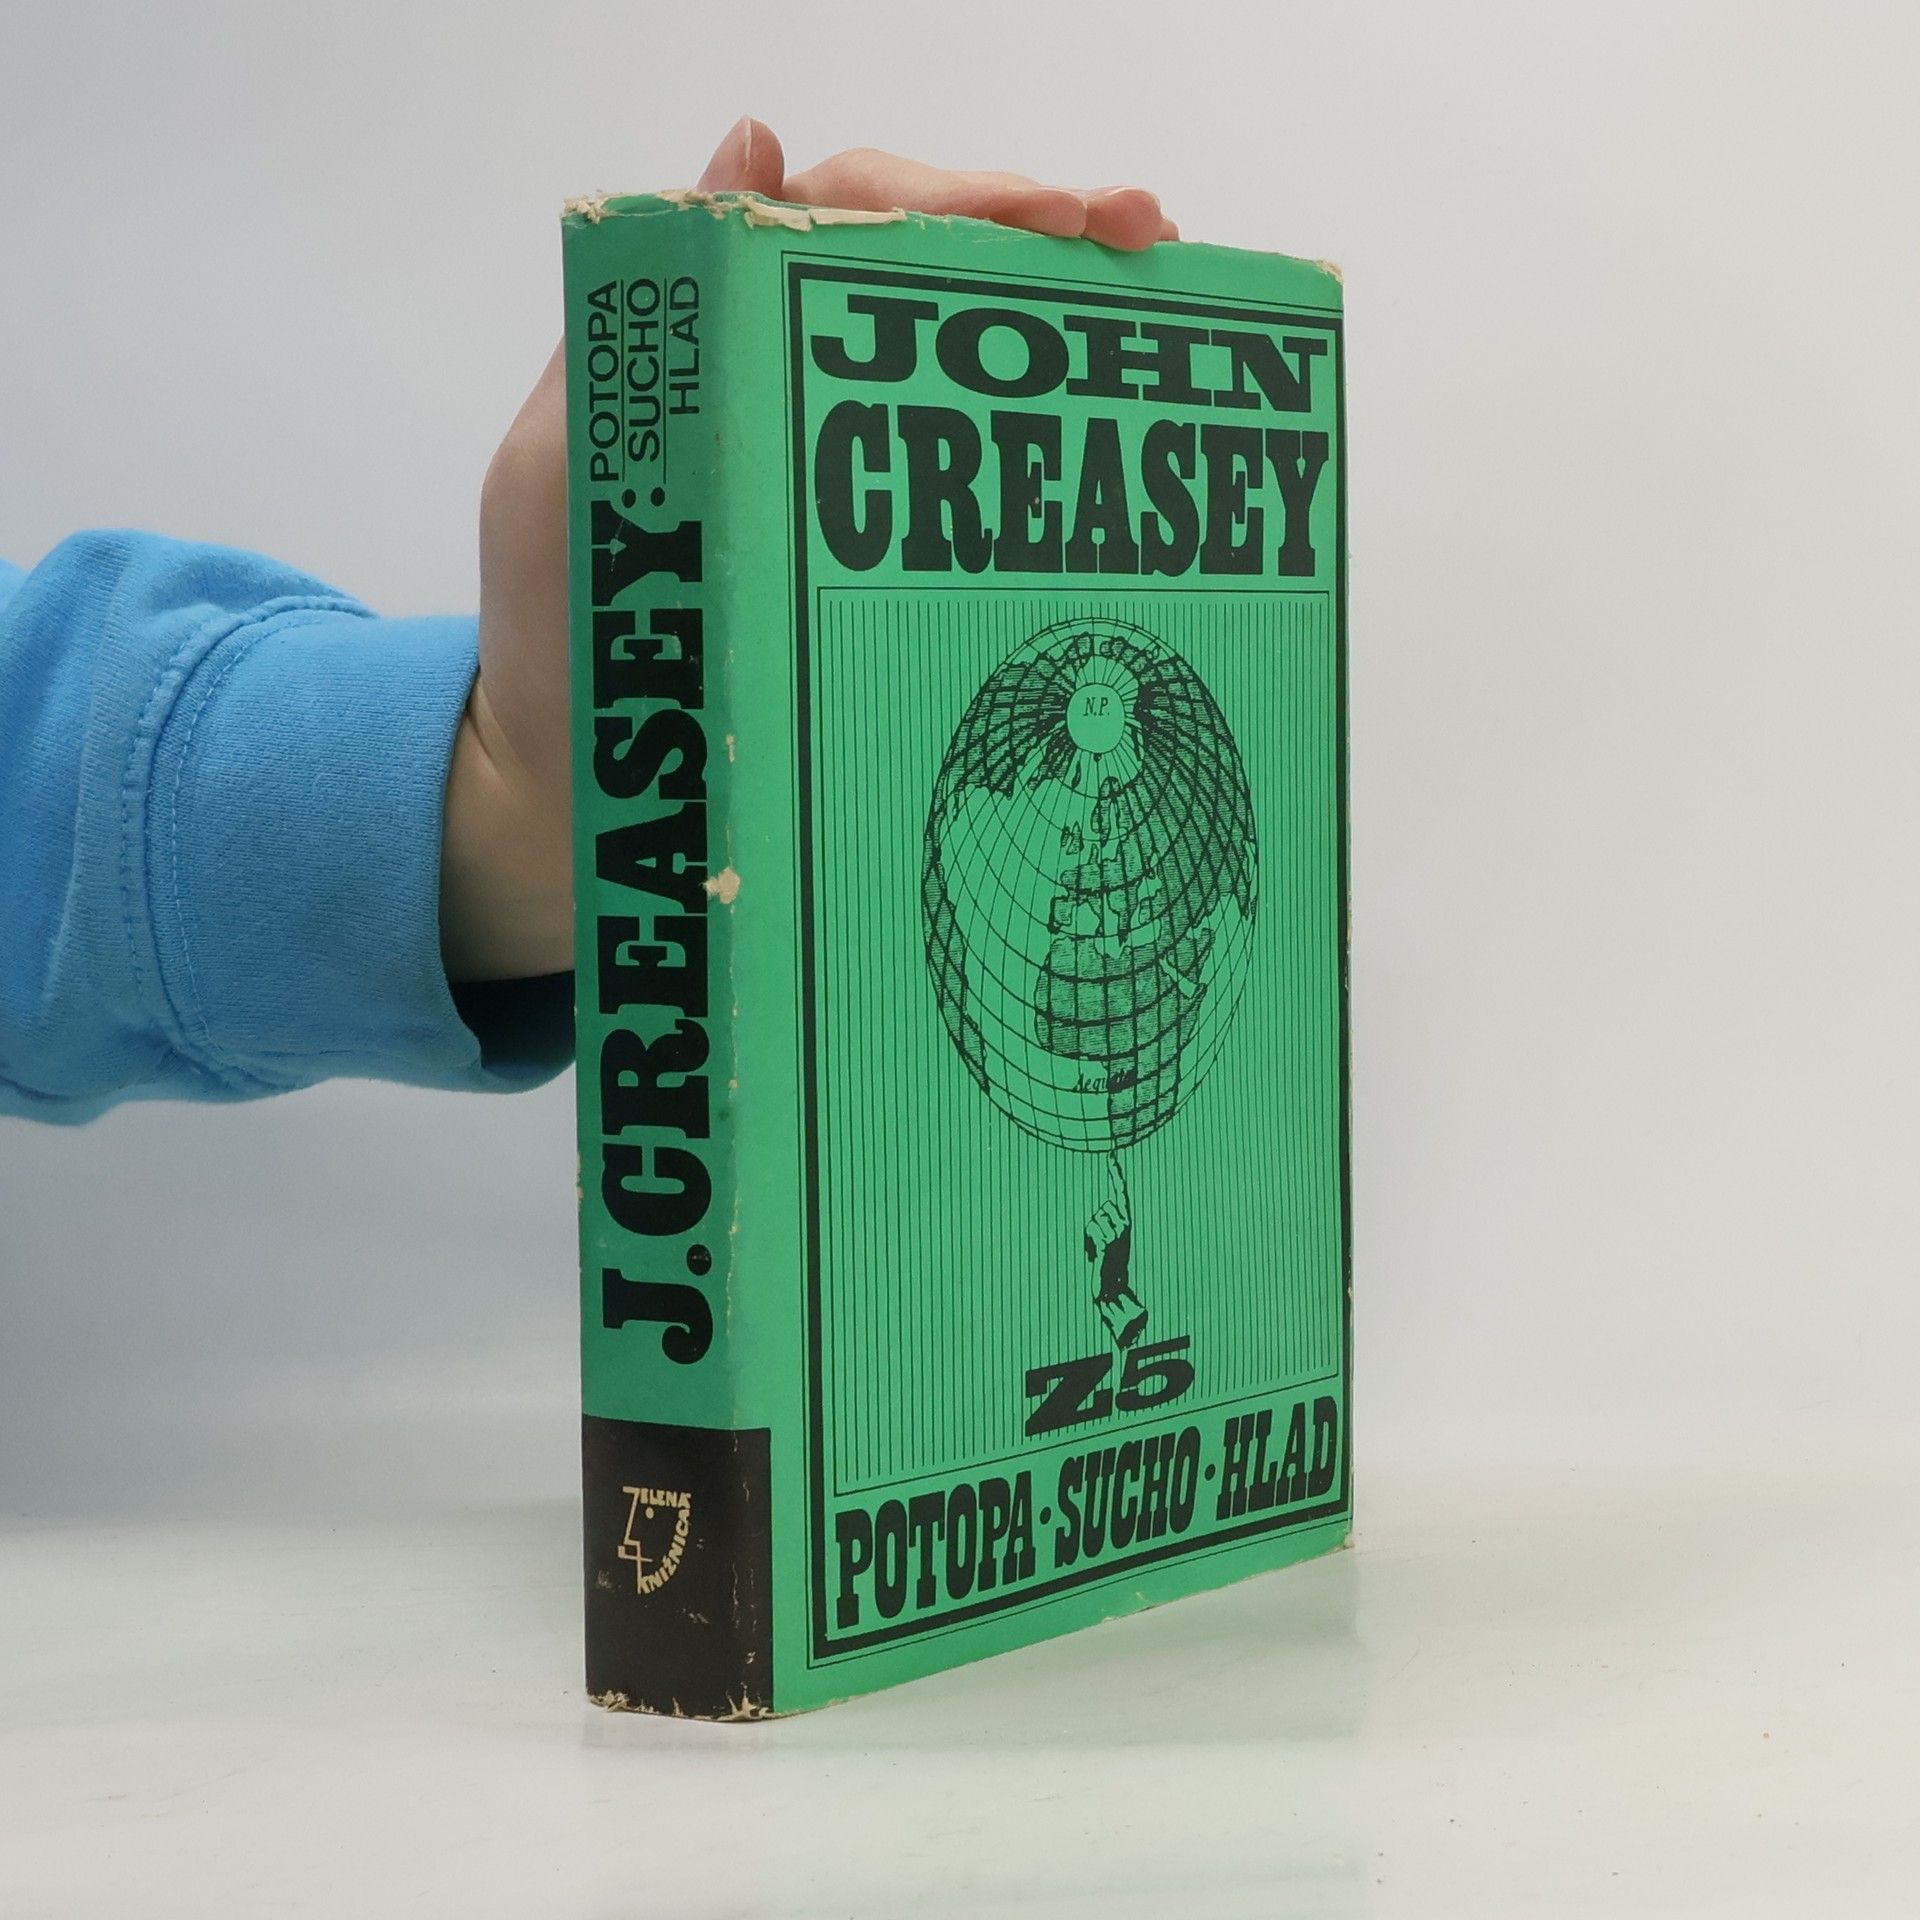 POTOPA
SUCHO
HLAD
J. CREASEY:
ZELENÁ
KNIŽNICA
JOHN
CREASEY
N.P.
Z5
POTOPA · SUCHO · HLAD